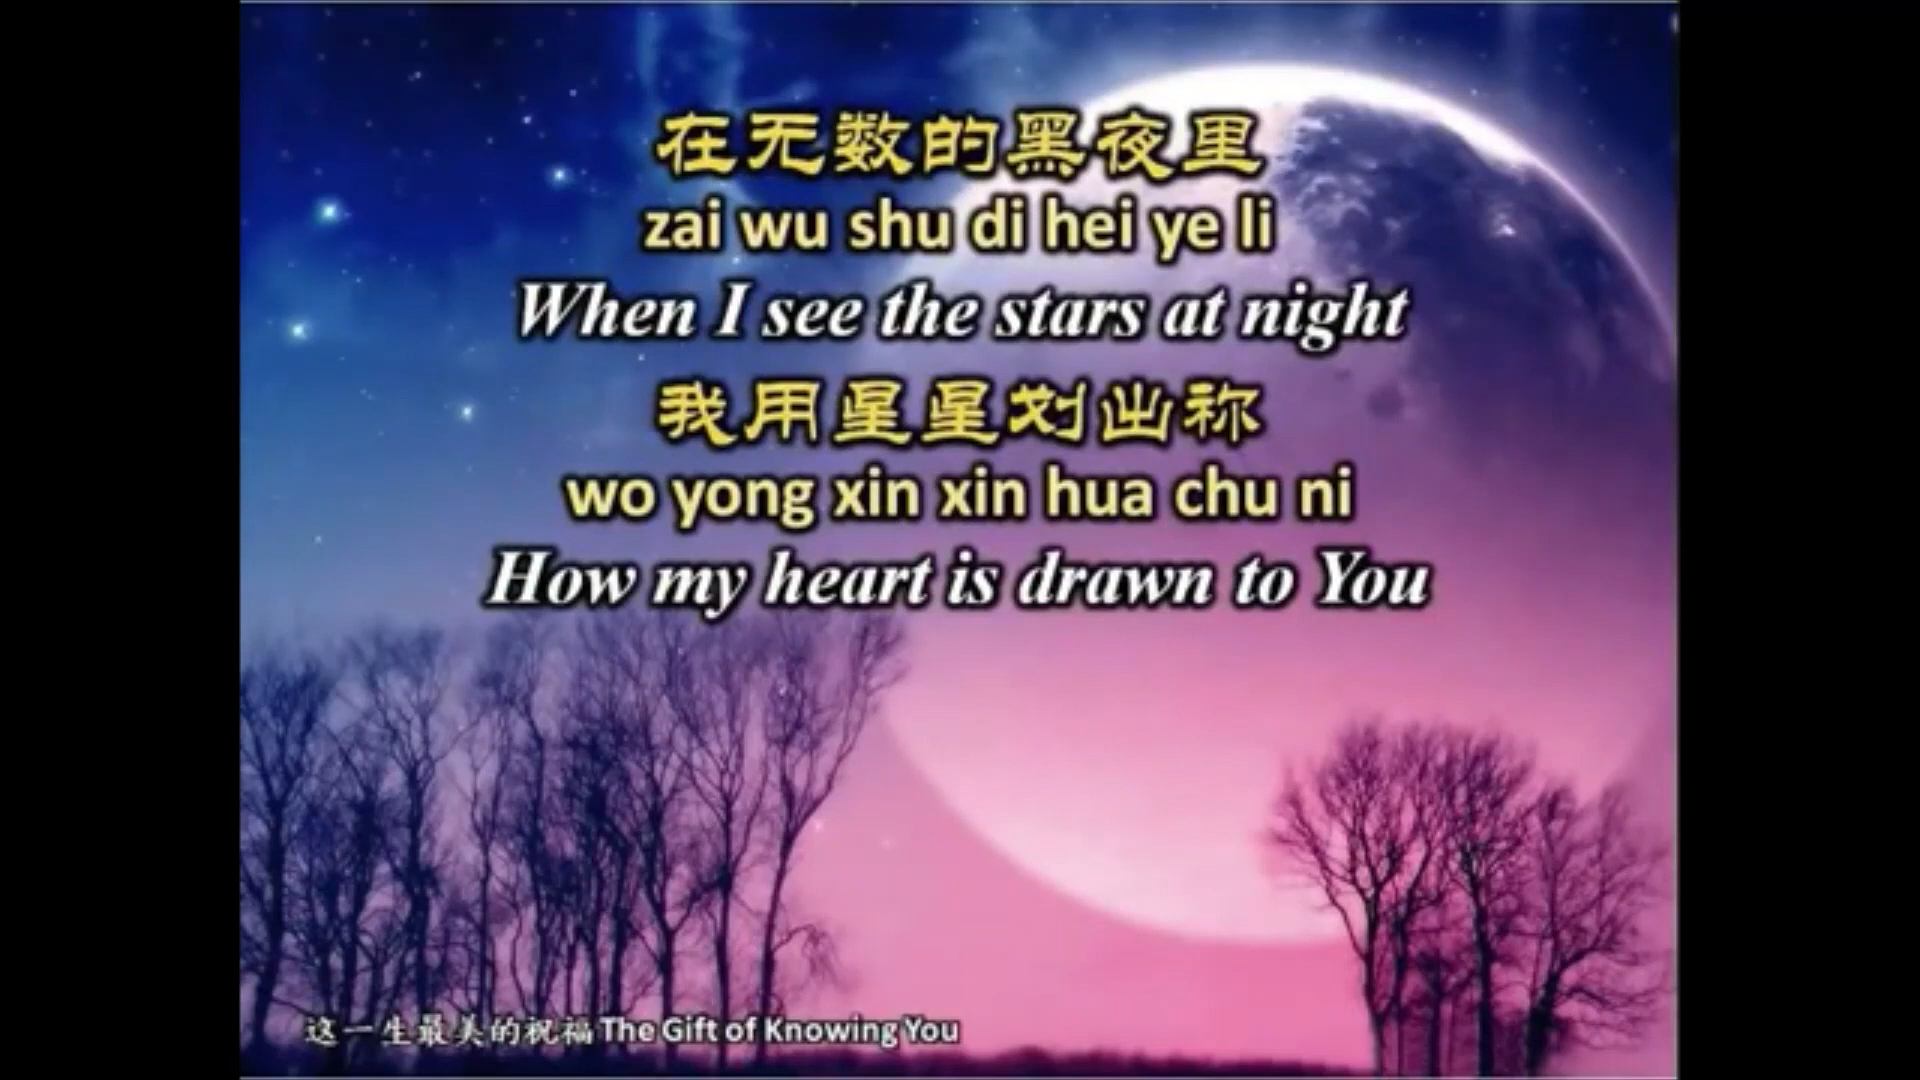 在无数的黑夜里
zai wu shu di hei ye li
When I see the stars at night
我用星星划出祢
wo yong xin xin hua chu ni
How my heart is drawn to You
这一生最美的祝福 The Gift of Knowing You